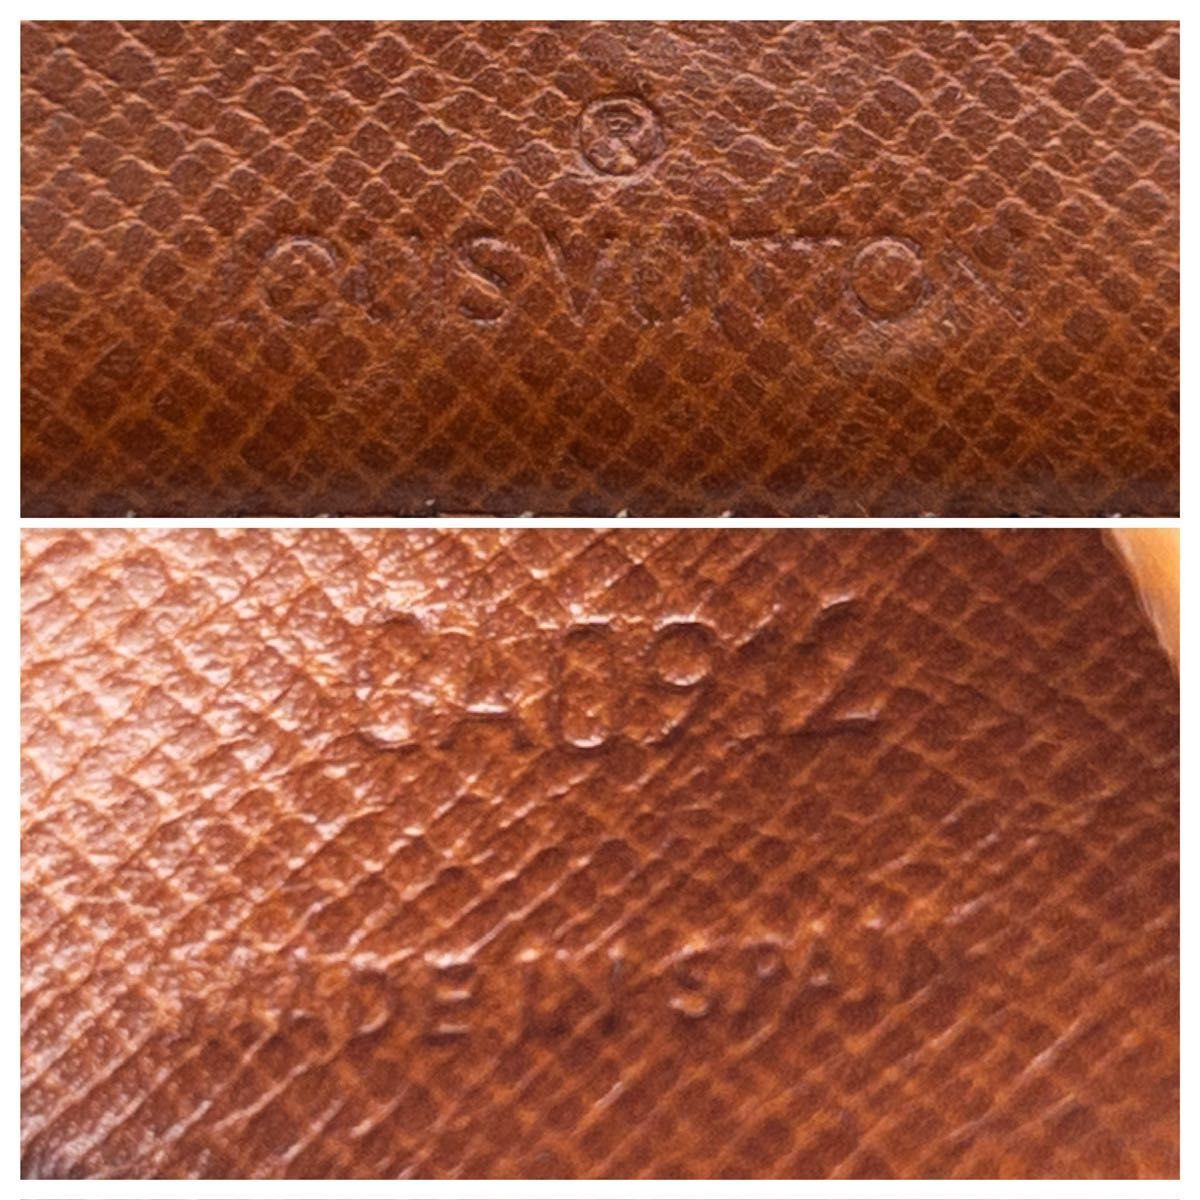 ®
LOUIS VUITTON
CA0912
MADE IN SPAIN